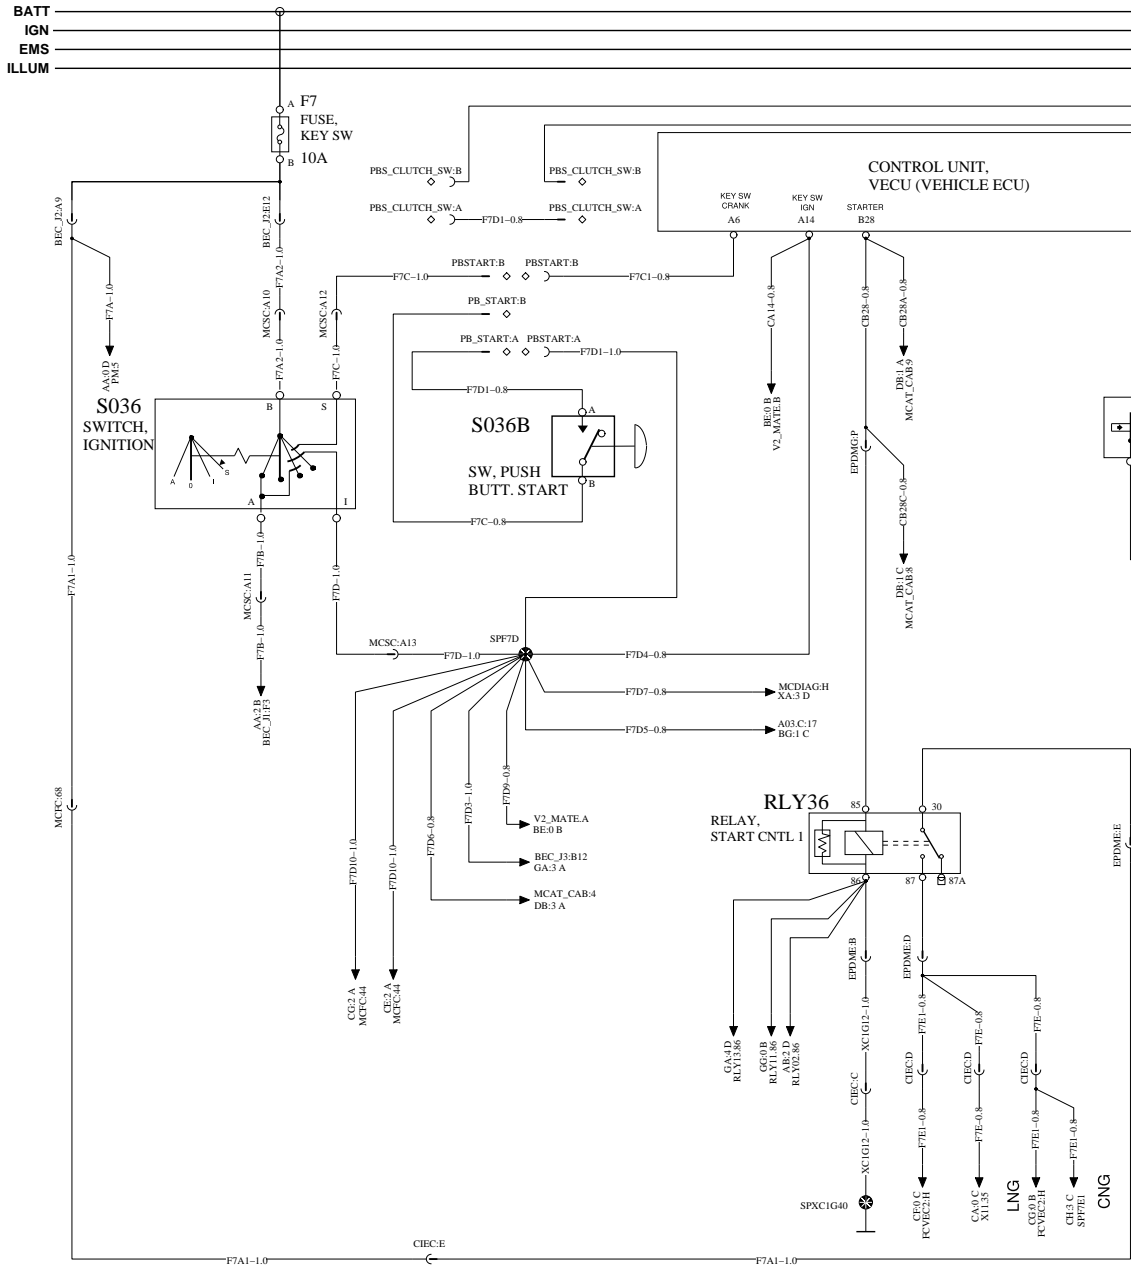 BATT
IGN
EMS
ILLUM
A F7
FUSE,
KEY SW
B 10A
PBS_CLUTCH_SW:B
PBS_CLUTCH_SW:B
PBS_CLUTCH_SW:A
F7D1-0.8
PBS_CLUTCH_SW:A
CONTROL UNIT,
VECU (VEHICLE ECU)
KEY SW
CRANK
A6
KEY SW
IGN
A14
STARTER
B28
BEC_J2:A9
BEC_J2:E12
F7A2-1.0
F7A-1.0
MCSC:A10
MCSC:A12
F7A2-1.0
F7C-1.0
AA:0 D
PM:5
F7C-1.0
PBSTART:B
PBSTART:B
F7C1-0.8
PB_START:B
PB_START:A
PBSTART:A
F7D1-1.0
F7D1-0.8
CA14-0.8
CB28-0.8
CB28A-0.8
BE:0 B
V2_MATE.B
DB:1 A
MCAT_CAB:9
S036
SWITCH,
IGNITION
B
S
A
0
I
S
A
I
S036B
A
SW, PUSH
BUTT. START
B
F7C-0.8
EPDMG:P
CB28C-0.8
DB:1 C
MCAT_CAB:8
F7A1-1.0
F7B-1.0
MCSC:A11
F7B-1.0
AA:2 B
BEC_J1:F3
F7D-1.0
MCSC:A13
F7D-1.0
SPF7D
F7D4-0.8
F7D7-0.8
MCDIAG:H
XA:3 D
F7D5-0.8
A03.C:17
BG:1 C
MCFC:68
F7D10-1.0
F7D10-1.0
F7D6-0.8
F7D3-1.0
F7D9-0.8
V2_MATE.A
BE:0 B
BEC_J3:B12
GA:3 A
MCAT_CAB:4
DB:3 A
CG:2 A
MCFC:44
CE:2 A
MCFC:44
RLY36
RELAY,
START CNTL 1
85
30
86
87
87A
EPDME:E
EPDME:B
EPDME:D
GA:4 D
RLY13.86
GG:0 B
RLY11.86
AB:2 D
RLY02.86
XC1G12-1.0
F7E1-0.8
F7E-0.8
F7E-0.8
CIEC:C
CIEC:D
CIEC:D
CIEC:D
XC1G12-1.0
F7E1-0.8
F7E-0.8
F7E1-0.8
F7E1-0.8
SPXC1G40
CF:0 C
FCVEC2:H
CA:0 C
X11.35
LNG
CG:0 B
FCVEC2:H
CH:3 C
SPF7E1
CNG
F7A1-1.0
CIEC:E
F7A1-1.0